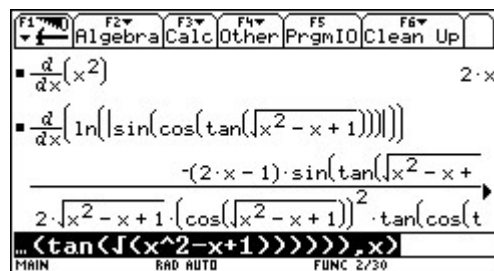 F1 F2 Algebra F3 Calc F4 Other F5 PrgmIO F6 Clean Up
d/dx(x²) 2·x
d/dx(ln(|sin(cos(tan(√x² - x + 1)))|))
-(2·x - 1)·sin(tan(√x² - x +
2·√x² - x + 1·(cos(√x² - x + 1))²·tan(cos(t
…(tan(√(x^2-x+1)))))),x)
MAIN RAD AUTO FUNC 2/30